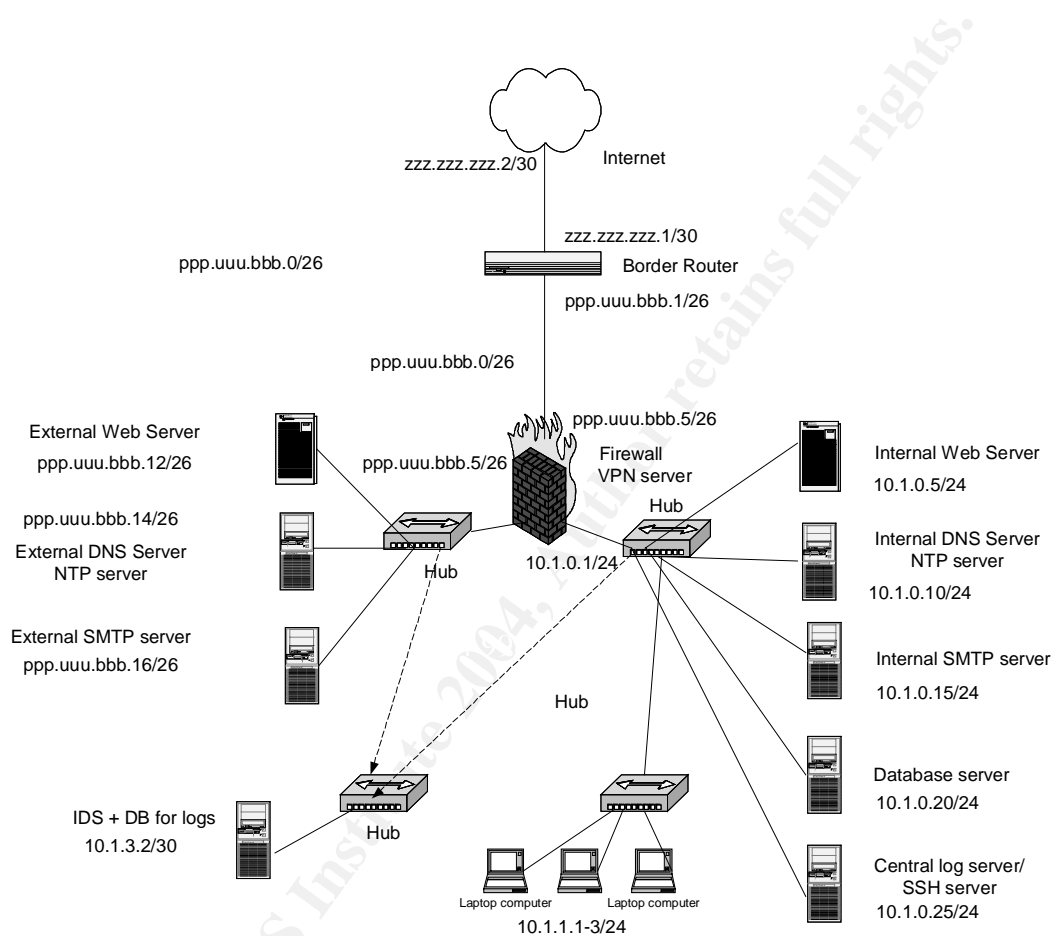 Internet
zzz.zzz.zzz.2/30
zzz.zzz.zzz.1/30
ppp.uuu.bbb.0/26
Border Router
ppp.uuu.bbb.1/26
ppp.uuu.bbb.0/26
ppp.uuu.bbb.5/26
External Web Server
Firewall
Internal Web Server
ppp.uuu.bbb.12/26
ppp.uuu.bbb.5/26
VPN server
10.1.0.5/24
Hub
ppp.uuu.bbb.14/26
External DNS Server
NTP server
Internal DNS Server
NTP server
Hub
10.1.0.1/24
10.1.0.10/24
External SMTP server
ppp.uuu.bbb.16/26
Internal SMTP server
10.1.0.15/24
Hub
Database server
10.1.0.20/24
IDS + DB for logs
10.1.3.2/30
Hub
Central log server/
SSH server
10.1.0.25/24
Laptop computer
Laptop computer
10.1.1.1-3/24
S Institute 2004, Author retains full rights.